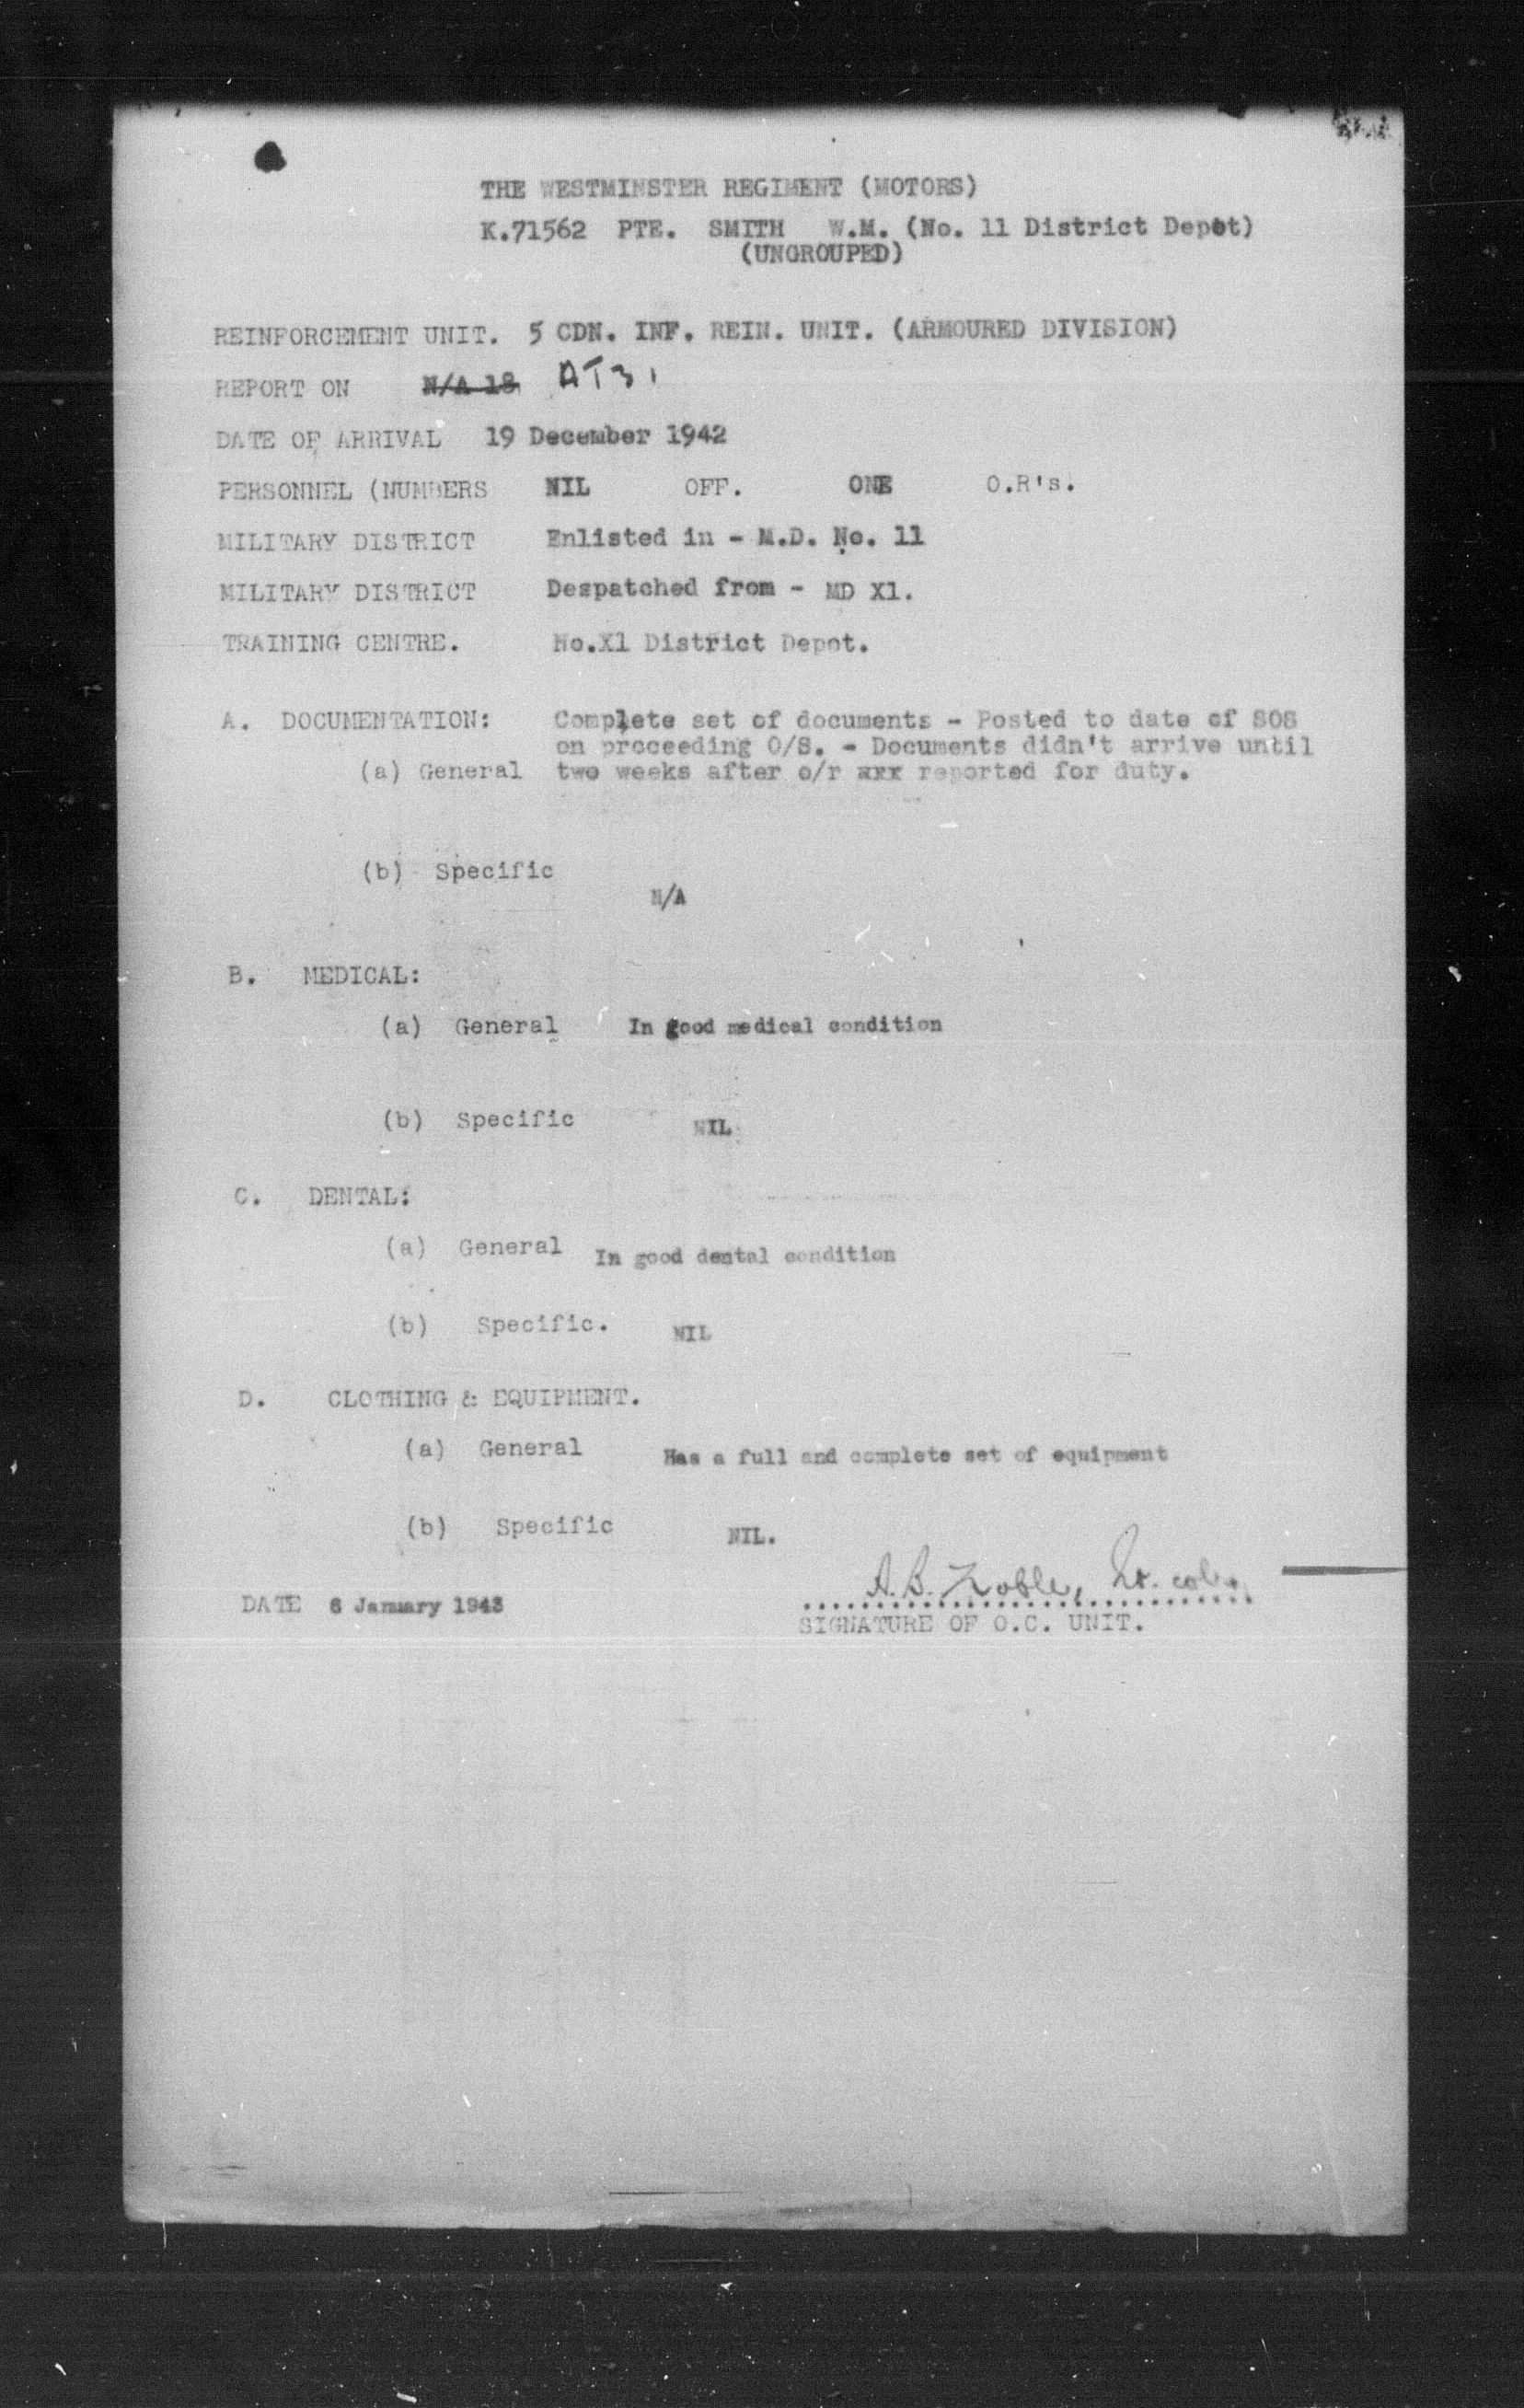 THE WESTMINSTER REGIMENT (MOTORS)
K.71562 PTE. SMITH W.M. (No. 11 District Depot)
(UNGROUPED)
REINFORCEMENT UNIT. 5 CDN. INF. REIN. UNIT. (ARMOURED DIVISION)
REPORT ON N/A 18 AT31
DATE OF ARRIVAL 19 December 1942
PERSONNEL (NUMBERS NIL OFF. ONE O.R's.
MILITARY DISTRICT Enlisted in - M.D. No. 11
MILITARY DISTRICT Despatched from - MD X1.
TRAINING CENTRE. No.X1 District Depot.
A. DOCUMENTATION: Complete set of documents - Posted to date of SOS
on proceeding O/S. - Documents didn't arrive until
(a) General two weeks after o/r xxx reported for duty.
(b) Specific
N/A
B. MEDICAL:
(a) General In good medical condition
(b) Specific NIL
C. DENTAL:
(a) General In good dental condition
(b) Specific. NIL
D. CLOTHING & EQUIPMENT.
(a) General Has a full and complete set of equipment
(b) Specific NIL.
A. B. Noble, Lt. col.
DATE 6 January 1943
SIGNATURE OF O.C. UNIT.